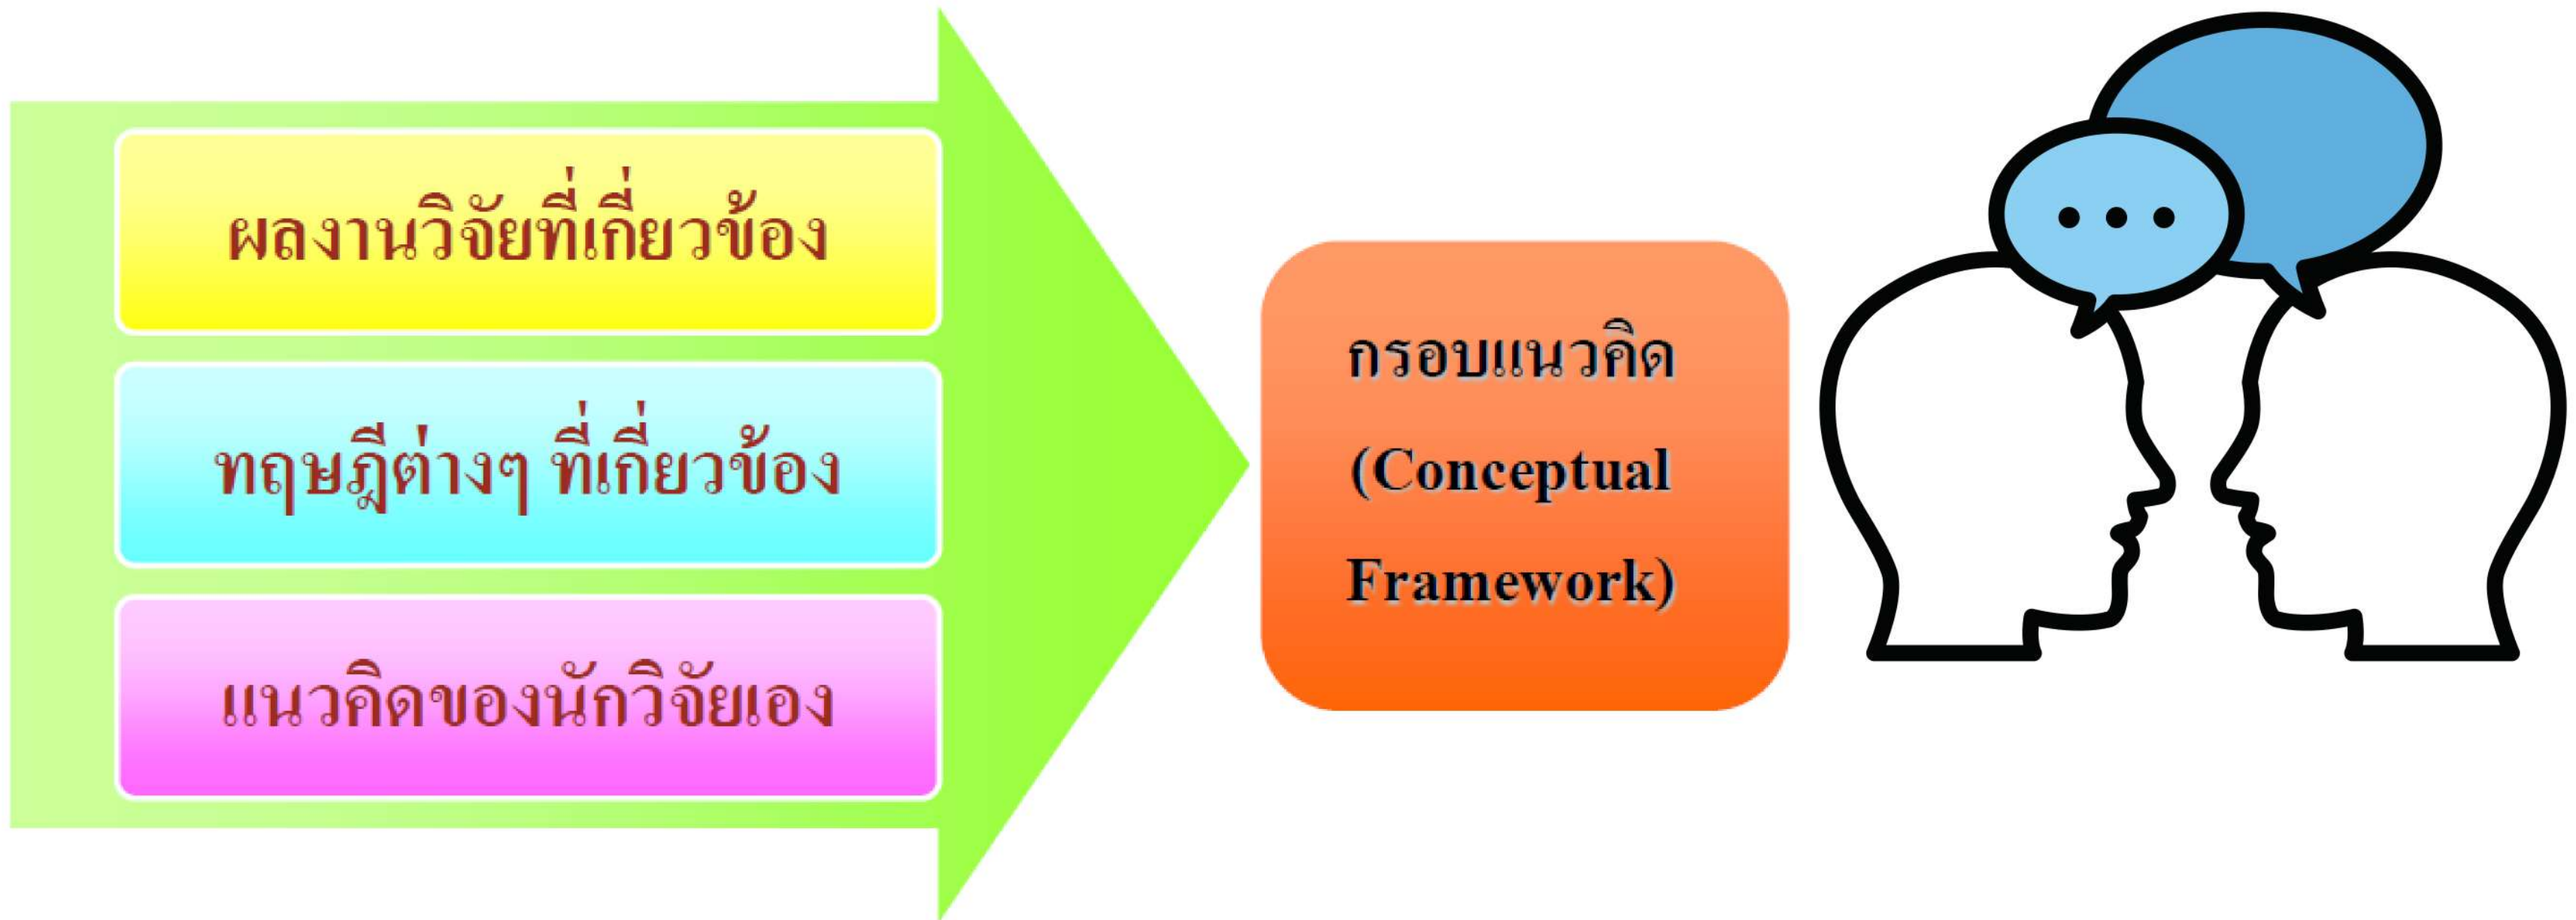 ผลงานวิจัยที่เกี่ยวข้อง
ทฤษฎีต่างๆ ที่เกี่ยวข้อง
แนวคิดของนักวิจัยเอง
กรอบแนวคิด
(Conceptual
Framework)